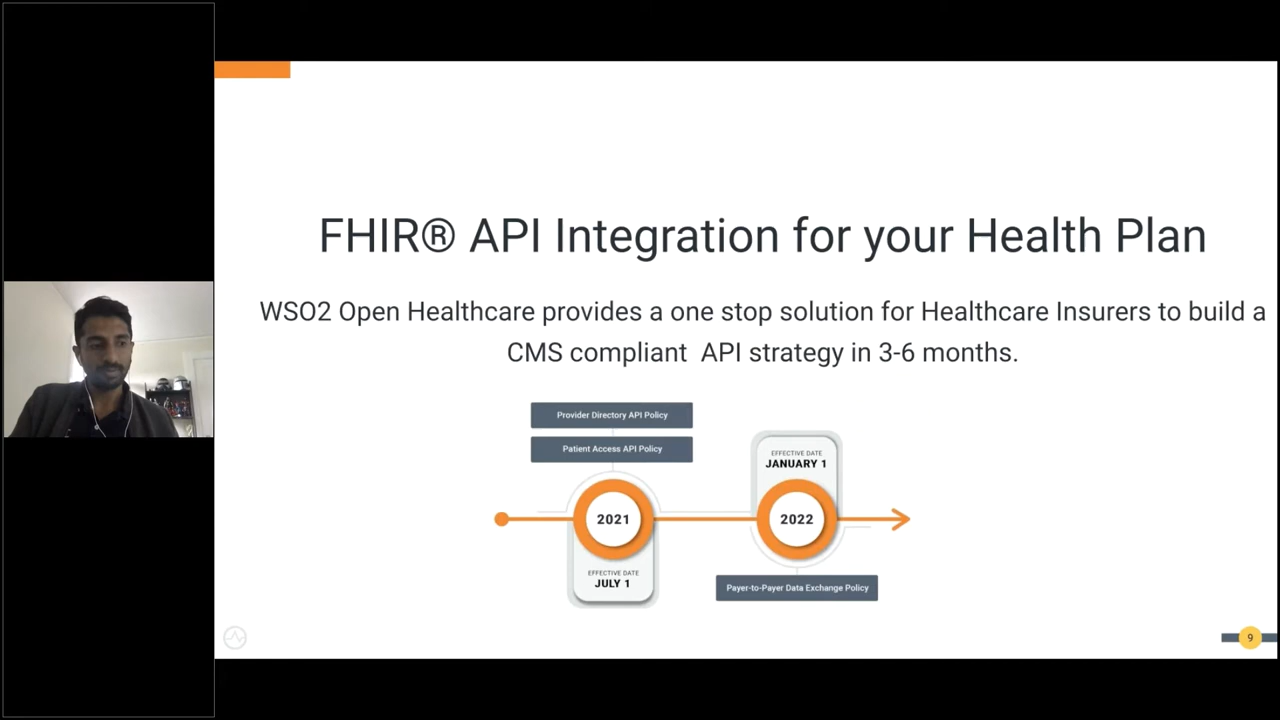 FHIR® API Integration for your Health Plan
WSO2 Open Healthcare provides a one stop solution for Healthcare Insurers to build a
CMS compliant API strategy in 3-6 months.
Provider Directory API Policy
Patient Access API Policy
2021
EFFECTIVE DATE
JULY 1
EFFECTIVE DATE
JANUARY 1
2022
Payer-to-Payer Data Exchange Policy
9